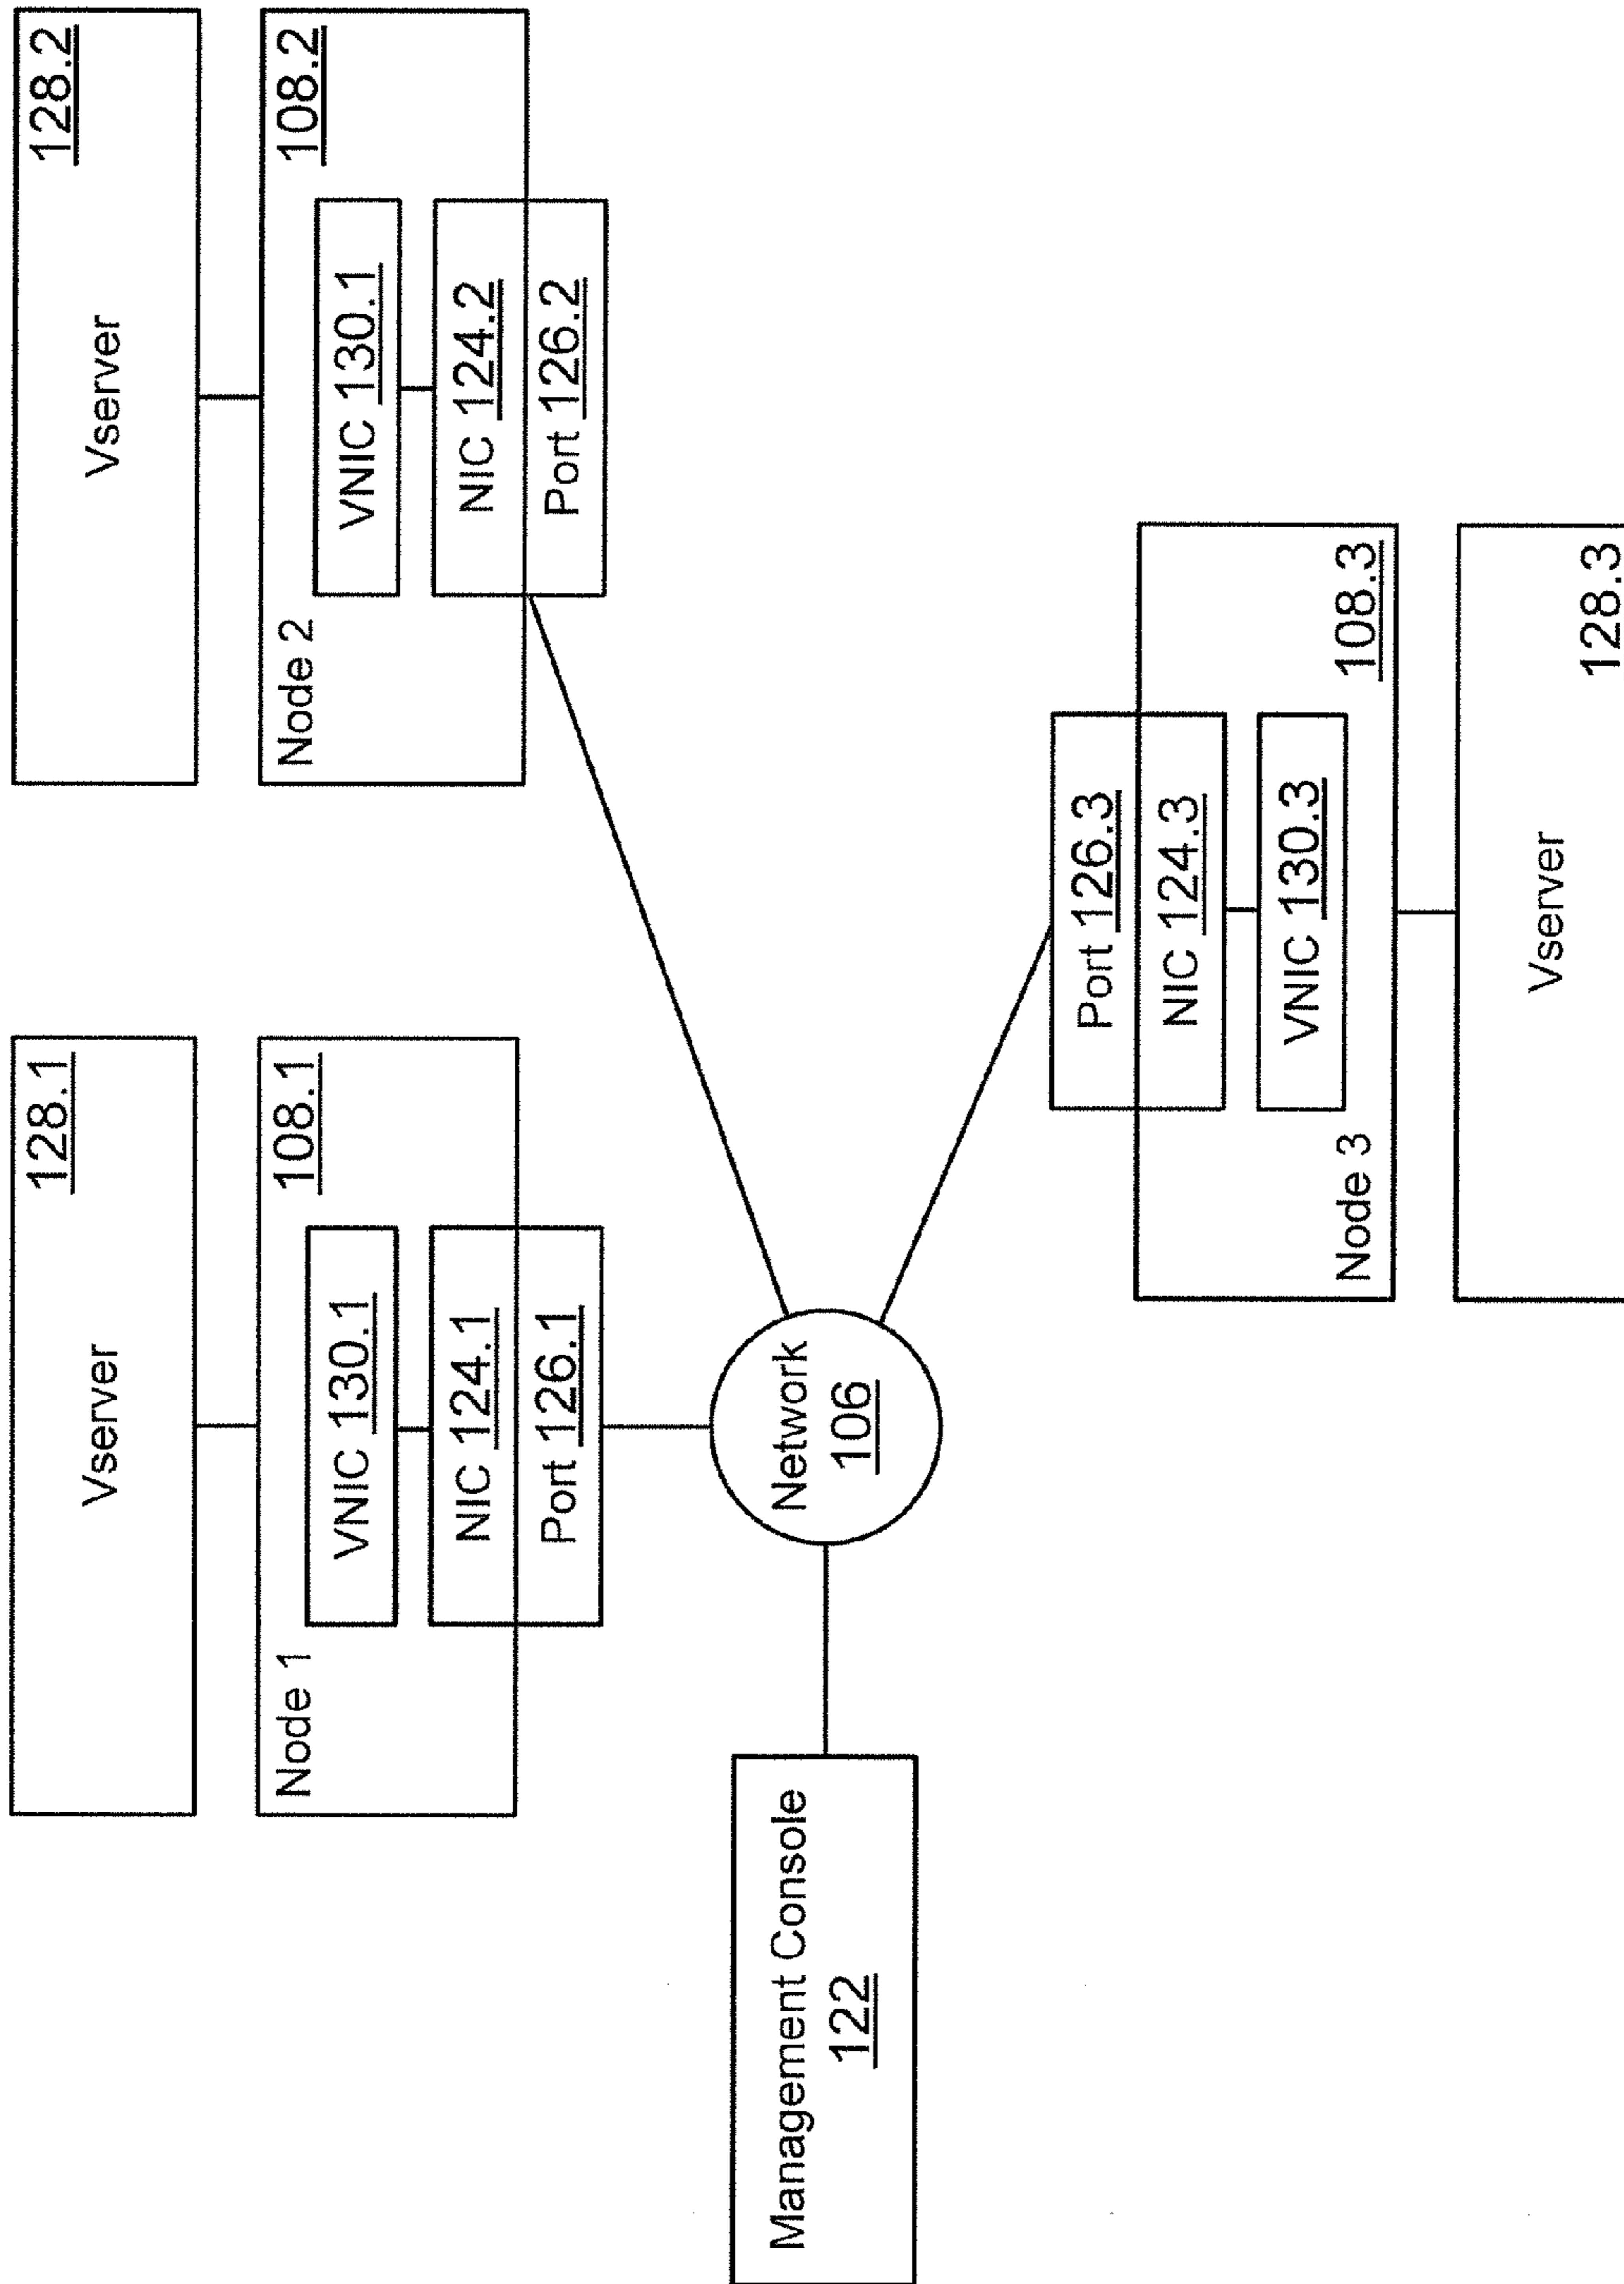 Vserver
128.1
Node 1
108.1
VNIC 130.1
NIC 124.1
Port 126.1
Vserver
128.2
Node 2
108.2
VNIC 130.1
NIC 124.2
Port 126.2
Management Console
122
Network
106
Port 126.3
NIC 124.3
VNIC 130.3
Node 3
108.3
Vserver
128.3